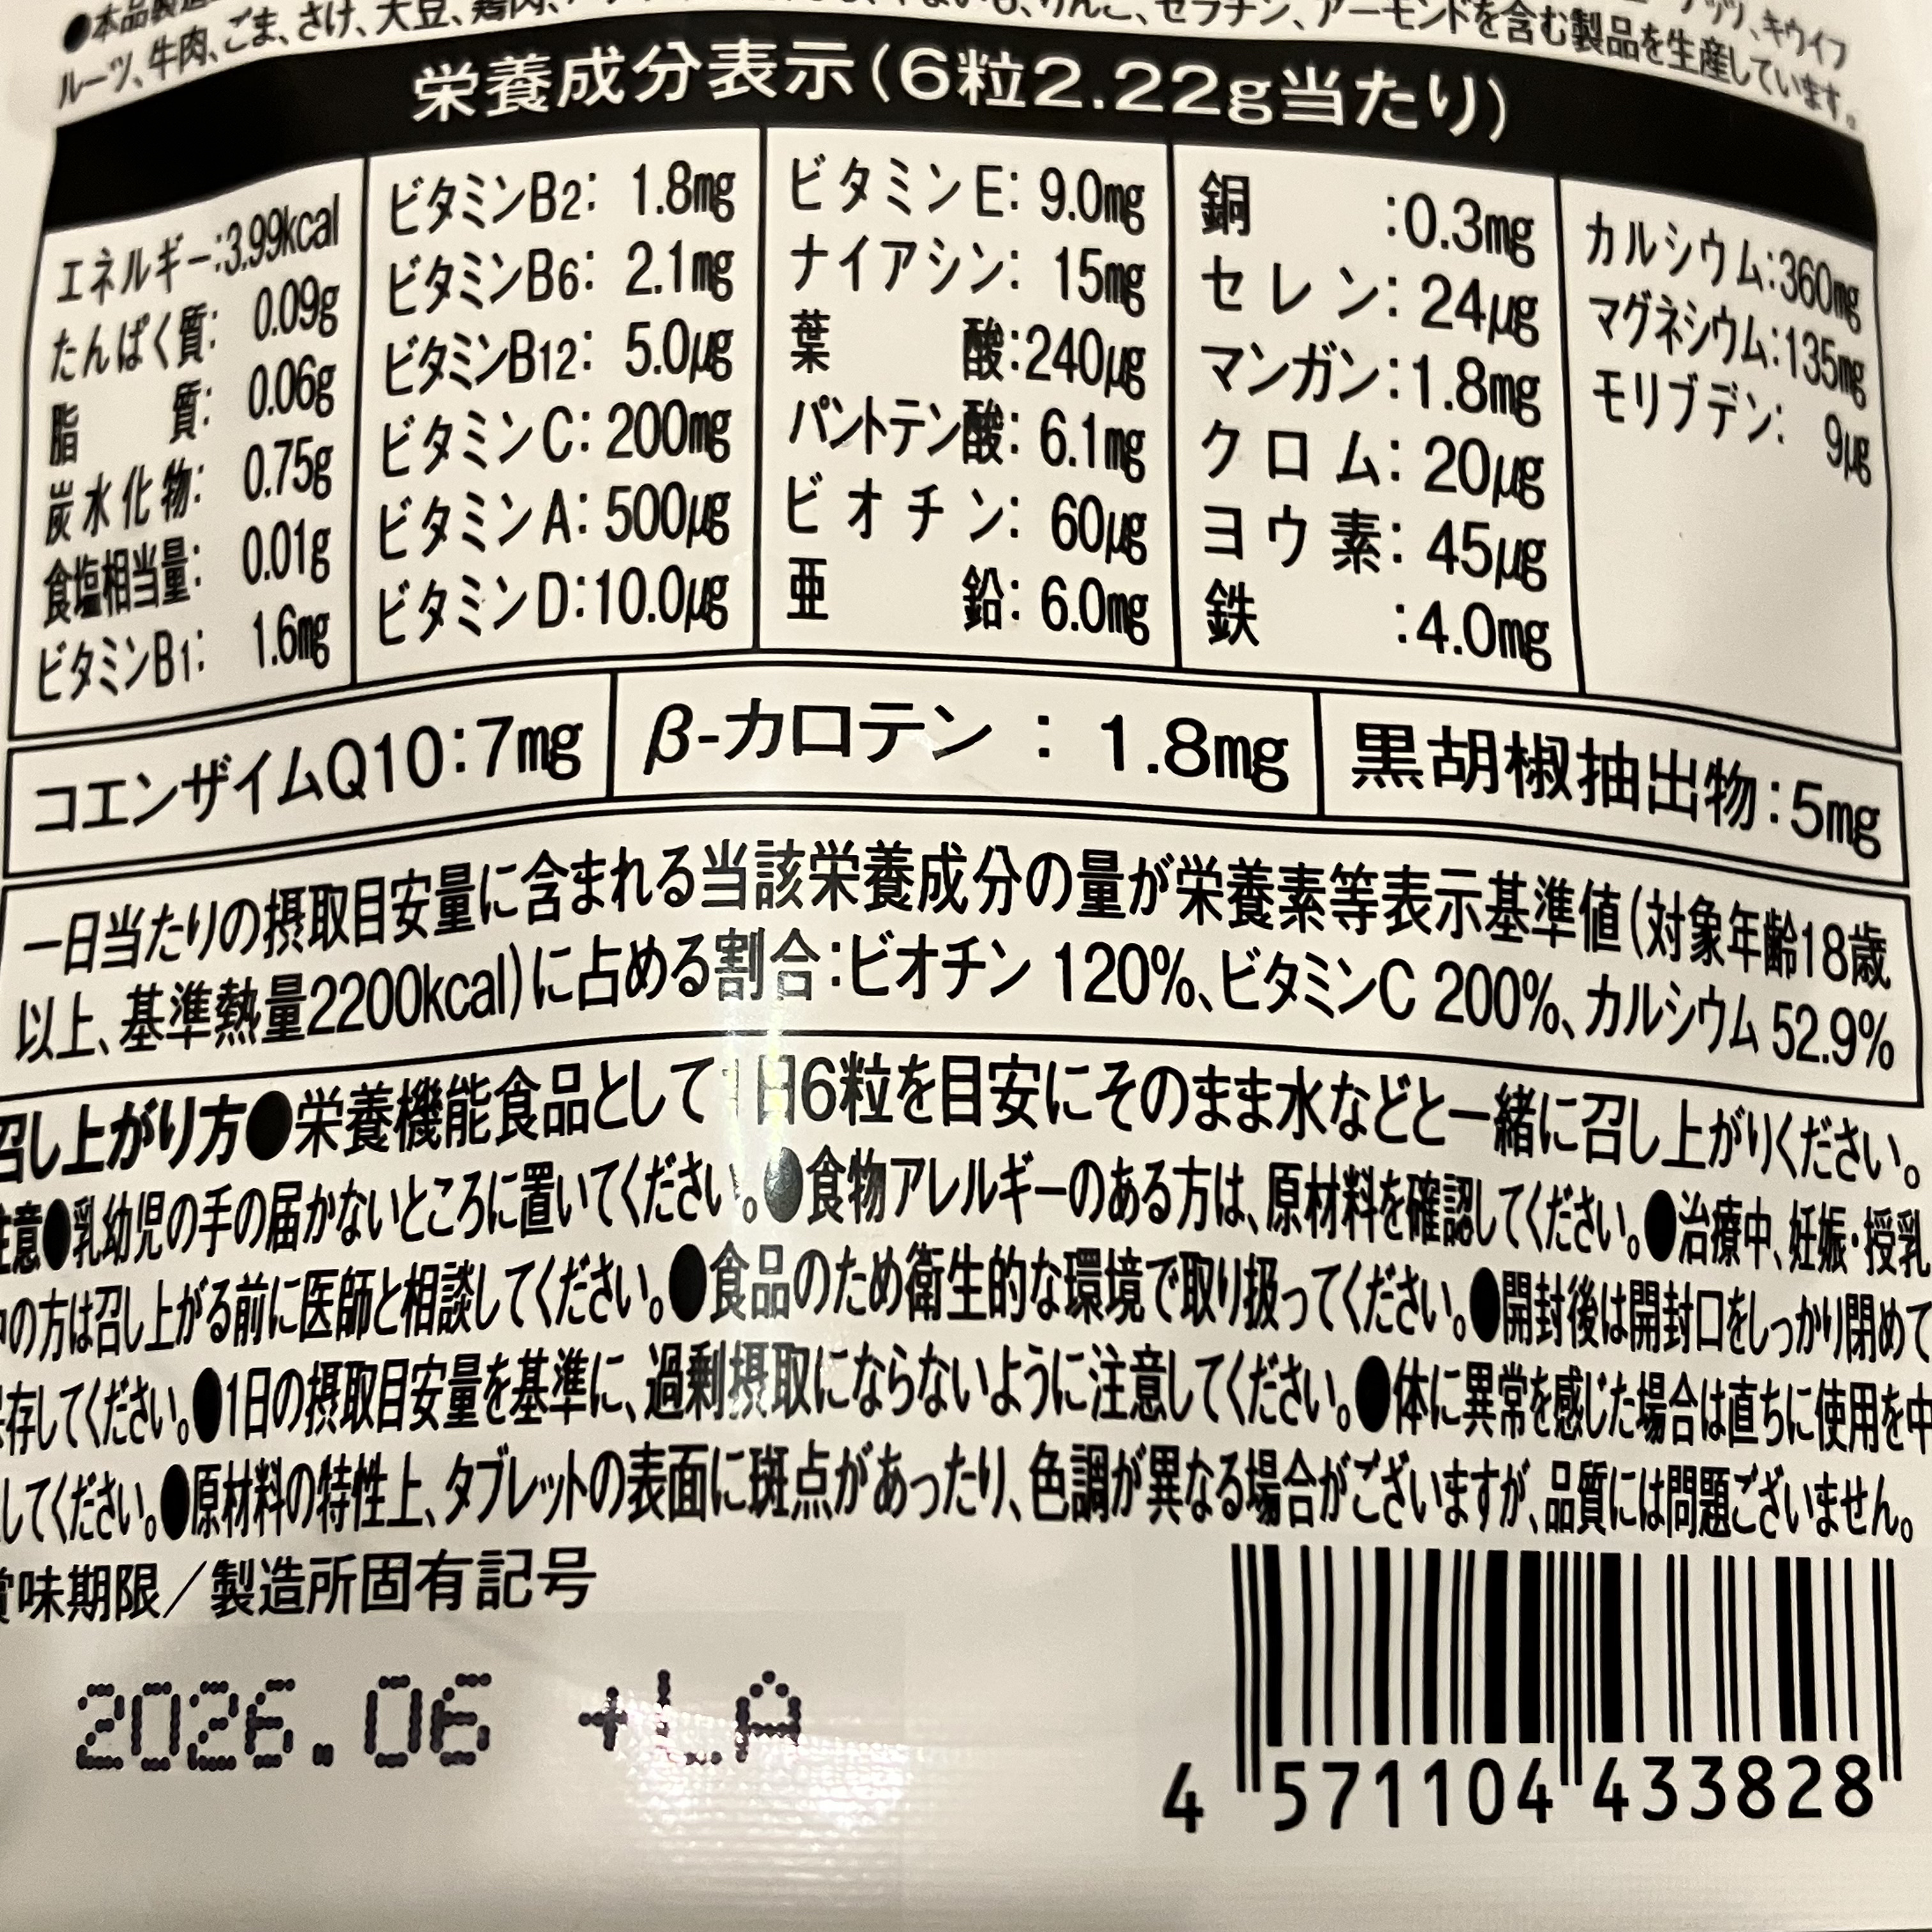 ●本品製造
ルーツ、牛肉、ごま、さけ、大豆、鶏肉、
りんご、ゼラチン、アーモンドを含む製品を生産しています。
ナッツ、キウイフ
栄養成分表示(6粒2.22g当たり)
エネルギー:3.99kcal
たんぱく質: 0.09g
脂質: 0.06g
炭水化物: 0.75g
食塩相当量: 0.01g
ビタミンB1: 1.6mg
ビタミンB2: 1.8mg
ビタミンB6: 2.1mg
ビタミンB12: 5.0μg
ビタミンC: 200mg
ビタミンA: 500μg
ビタミンD:10.0μg
ビタミンE: 9.0mg
ナイアシン: 15mg
葉酸:240μg
パントテン酸: 6.1mg
ビオチン: 60μg
亜鉛: 6.0mg
銅:0.3mg
セレン: 24μg
マンガン:1.8mg
クロム: 20μg
ヨウ素: 45μg
鉄:4.0mg
カルシウム:360mg
マグネシウム:135mg
モリブデン: 9μg
コエンザイムQ10:7mg
β-カロテン : 1.8mg
黒胡椒抽出物:5mg
一日当たりの摂取目安量に含まれる当該栄養成分の量が栄養素等表示基準値(対象年齢18歳
以上、基準熱量2200kcal)に占める割合:ビオチン 120%、ビタミンC 200%、カルシウム 52.9%
召し上がり方●栄養機能食品として1日6粒を目安にそのまま水などと一緒に召し上がりください。
注意●乳幼児の手の届かないところに置いてください。●食物アレルギーのある方は、原材料を確認してください。●治療中、妊娠・授乳
中の方は召し上がる前に医師と相談してください。●食品のため衛生的な環境で取り扱ってください。●開封後は開封口をしっかり閉めて
保存してください。●1日の摂取目安量を基準に、過剰摂取にならないように注意してください。●体に異常を感じた場合は直ちに使用を中
してください。●原材料の特性上、タブレットの表面に斑点があったり、色調が異なる場合がございますが、品質には問題ございません。
賞味期限/製造所固有記号
2026.06 +L.A
4 571104 433828